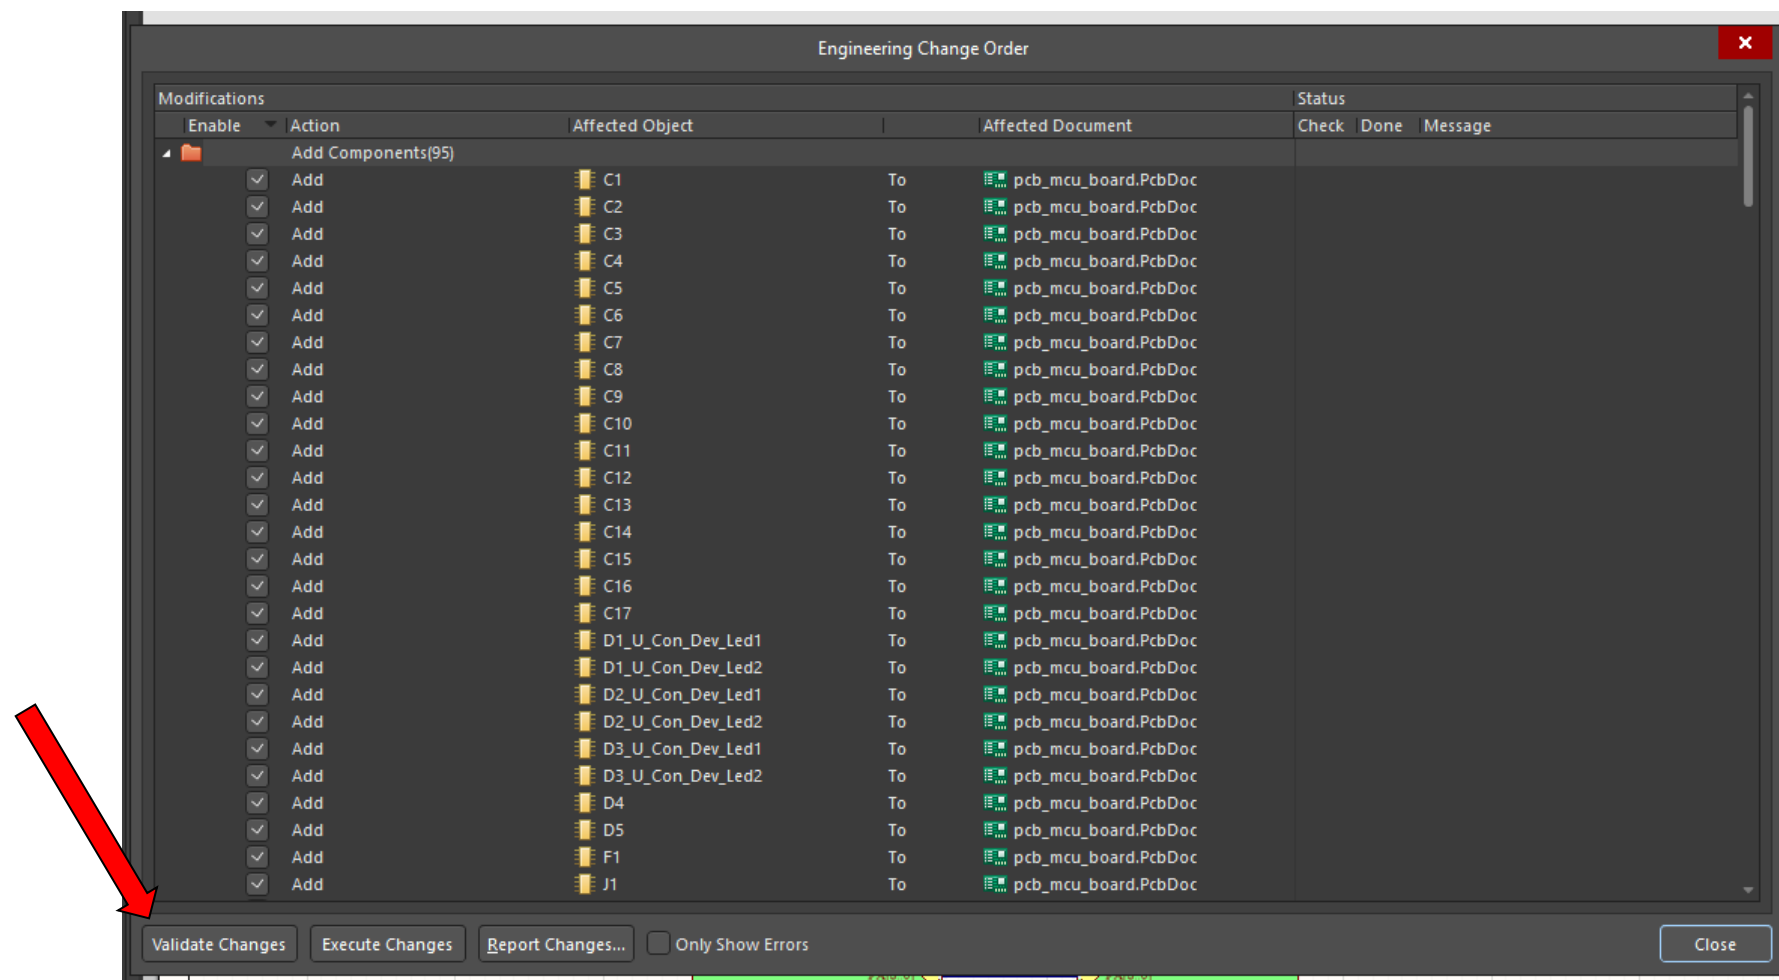 Engineering Change Order
Modifications Status
Enable Action Affected Object Affected Document Check Done Message
Add Components(95)
Add C1 To pcb_mcu_board.PcbDoc
Add C2 To pcb_mcu_board.PcbDoc
Add C3 To pcb_mcu_board.PcbDoc
Add C4 To pcb_mcu_board.PcbDoc
Add C5 To pcb_mcu_board.PcbDoc
Add C6 To pcb_mcu_board.PcbDoc
Add C7 To pcb_mcu_board.PcbDoc
Add C8 To pcb_mcu_board.PcbDoc
Add C9 To pcb_mcu_board.PcbDoc
Add C10 To pcb_mcu_board.PcbDoc
Add C11 To pcb_mcu_board.PcbDoc
Add C12 To pcb_mcu_board.PcbDoc
Add C13 To pcb_mcu_board.PcbDoc
Add C14 To pcb_mcu_board.PcbDoc
Add C15 To pcb_mcu_board.PcbDoc
Add C16 To pcb_mcu_board.PcbDoc
Add C17 To pcb_mcu_board.PcbDoc
Add D1_U_Con_Dev_Led1 To pcb_mcu_board.PcbDoc
Add D1_U_Con_Dev_Led2 To pcb_mcu_board.PcbDoc
Add D2_U_Con_Dev_Led1 To pcb_mcu_board.PcbDoc
Add D2_U_Con_Dev_Led2 To pcb_mcu_board.PcbDoc
Add D3_U_Con_Dev_Led1 To pcb_mcu_board.PcbDoc
Add D3_U_Con_Dev_Led2 To pcb_mcu_board.PcbDoc
Add D4 To pcb_mcu_board.PcbDoc
Add D5 To pcb_mcu_board.PcbDoc
Add F1 To pcb_mcu_board.PcbDoc
Add J1 To pcb_mcu_board.PcbDoc
Validate Changes Execute Changes Report Changes... Only Show Errors Close